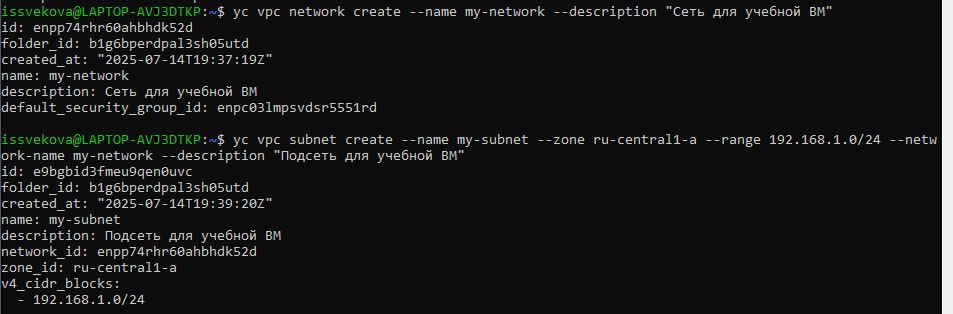 issvekova@LAPTOP-AVJ3DTKP:~$ yc vpc network create --name my-network --description "Сеть для учебной ВМ"
id: enpp74rhr60ahbhdk52d
folder_id: b1g6bperdpal3sh05utd
created_at: "2025-07-14T19:37:19Z"
name: my-network
description: Сеть для учебной ВМ
default_security_group_id: enpc03lmpsvdsr5551rd
issvekova@LAPTOP-AVJ3DTKP:~$ yc vpc subnet create --name my-subnet --zone ru-central1-a --range 192.168.1.0/24 --netw
ork-name my-network --description "Подсеть для учебной ВМ"
id: e9bgbid3fmeu9qen0uvc
folder_id: b1g6bperdpal3sh05utd
created_at: "2025-07-14T19:39:20Z"
name: my-subnet
description: Подсеть для учебной ВМ
network_id: enpp74rhr60ahbhdk52d
zone_id: ru-central1-a
v4_cidr_blocks:
  - 192.168.1.0/24